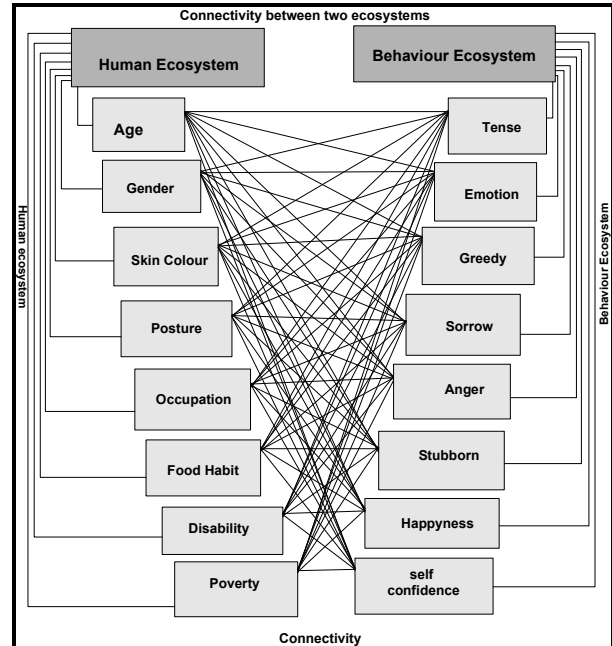 Connectivity between two ecosystems
Human Ecosystem
Behaviour Ecosystem
Age
Tense
Gender
Emotion
Skin Colour
Greedy
Human ecosystem
Behaviour Ecosystem
Posture
Sorrow
Occupation
Anger
Food Habit
Stubborn
Disability
Happyness
Poverty
self
confidence
Connectivity